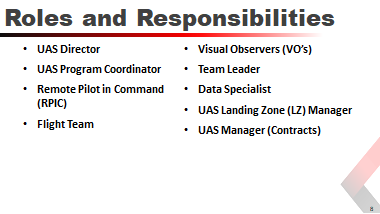 Roles and Responsibilities
• UAS Director
• UAS Program Coordinator
• Remote Pilot in Command
(RPIC)
• Flight Team
• Visual Observers (VO's)
• Team Leader
• Data Specialist
• UAS Landing Zone (LZ) Manager
• UAS Manager (Contracts)
8